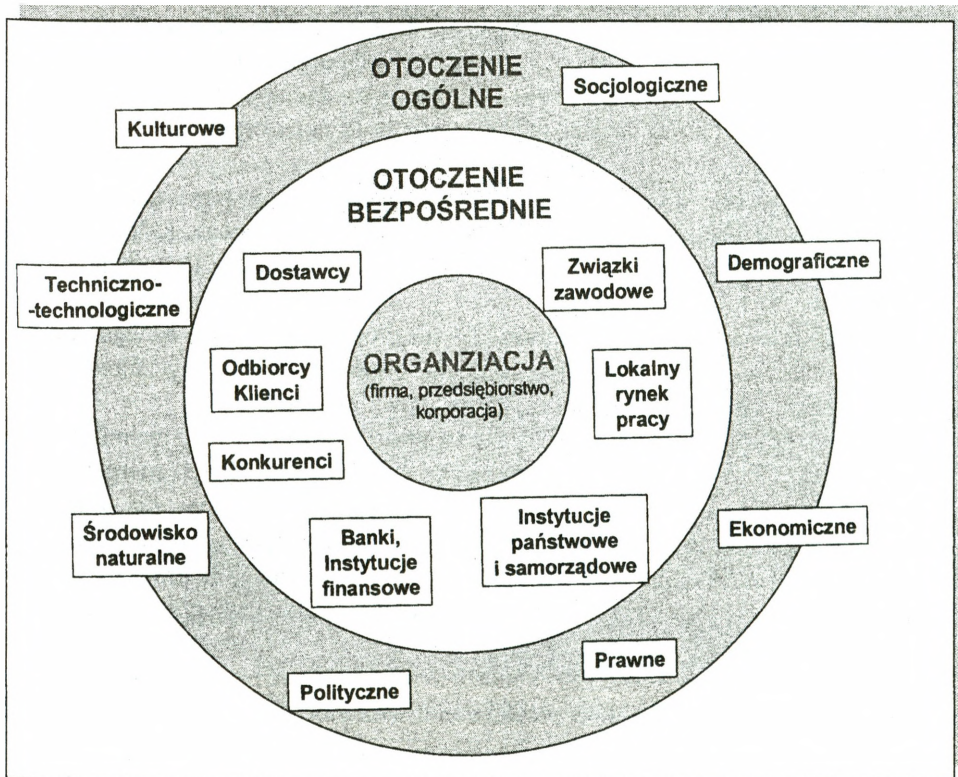 OTOCZENIE
OGÓLNE
Socjologiczne
Kulturowe
OTOCZENIE
BEZPOŚREDNIE
Dostawcy
Związki
zawodowe
Demograficzne
Techniczno-
-technologiczne
ORGANZIACJA
(firma, przedsiębiorstwo,
korporacja)
Odbiorcy
Klienci
Lokalny
rynek
pracy
Konkurenci
Środowisko
naturalne
Banki,
Instytucje
finansowe
Instytucje
państwowe
i samorządowe
Ekonomiczne
Prawne
Polityczne